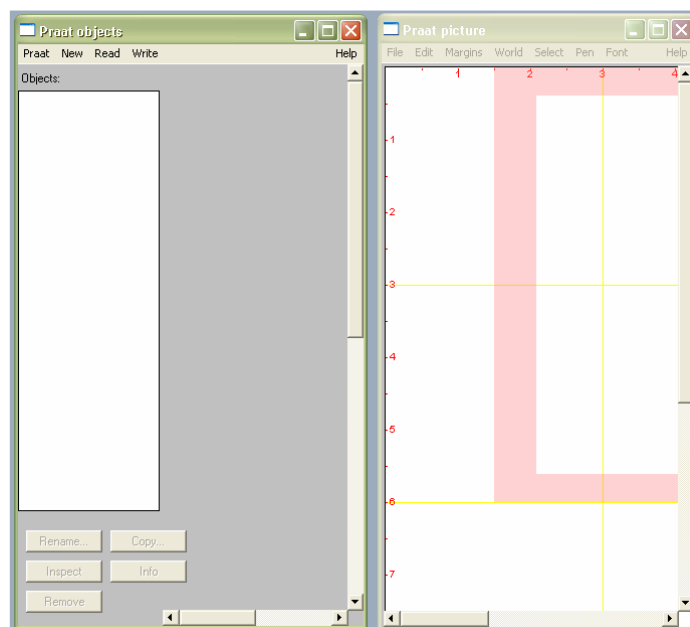 Praat objects
Praat New Read Write Help
Objects:
Rename... Copy...
Inspect Info
Remove
Praat picture
File Edit Margins World Select Pen Font Help
1 2 3 4
1
2
3
4
5
6
7